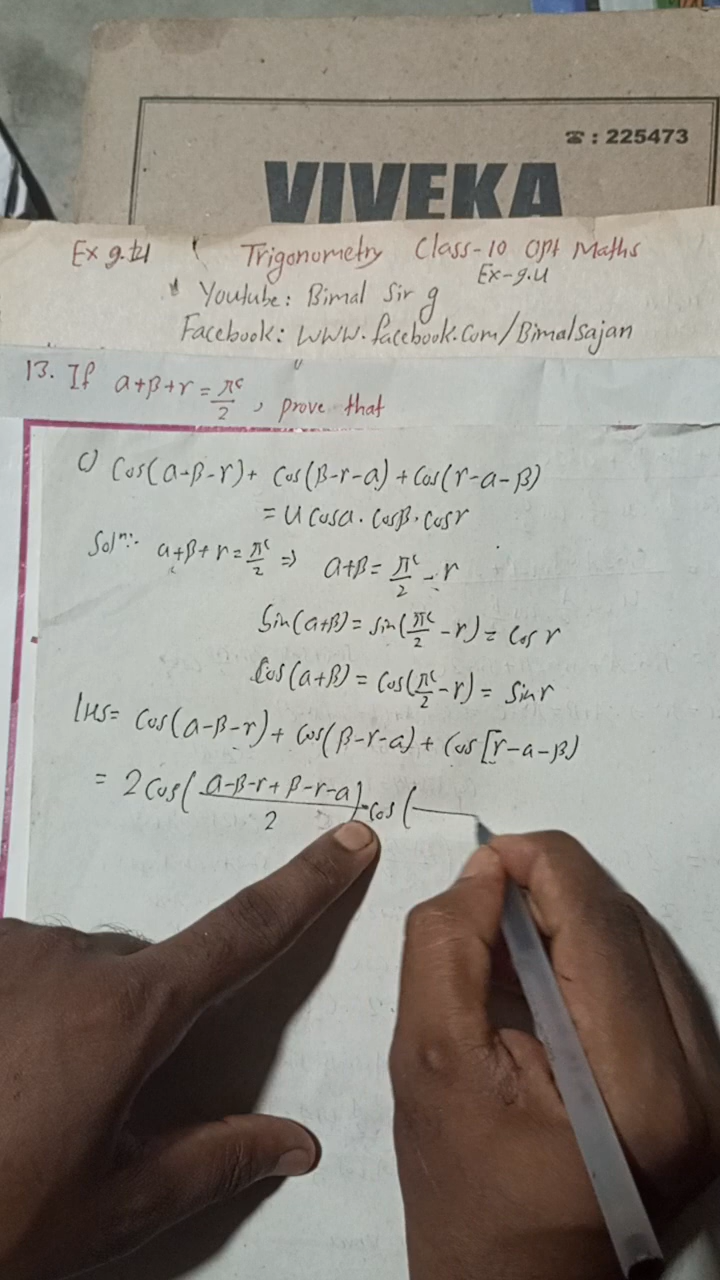 ☎ : 225473
VIVEKA
Ex 9.4 Trigonometry Class-10 Opt Maths
Ex-9.4
Youtube: Bimal Sir g
Facebook: WWW.facebook.com/Bimalsajan
13. If α+β+r = π^c/2, prove that
c) Cos(α-β-r) + Cos(β-r-α) + Cos(r-α-β)
= 4 cosα. cosβ. cosr
Solⁿ:- α+β+r = π^c/2 ⇒ α+β = π^c/2 - r
Sin(α+β) = sin(π^c/2 - r) = cos r
Cos(α+β) = cos(π^c/2 - r) = sin r
LHS = cos(α-β-r) + cos(β-r-α) + cos[r-α-β)
= 2 cos((α-β-r+β-r-α)/2).cos(